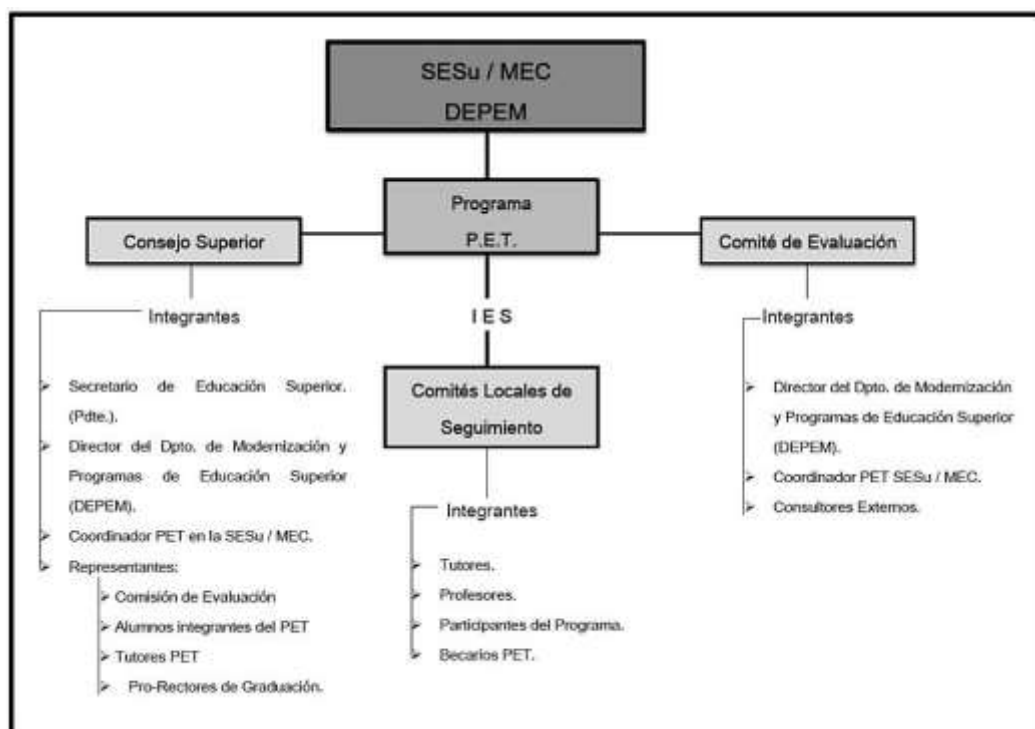 SESu / MEC
DEPEM
Programa
P.E.T.
Consejo Superior
Comité de Evaluación
Integrantes
Secretario de Educación Superior.
(Pdte.).
Director del Dpto. de Modernización y
Programas de Educación Superior
(DEPEM).
Coordinador PET en la SESu / MEC.
Representantes:
Comisión de Evaluación
Alumnos integrantes del PET
Tutores PET
Pro-Rectores de Graduación.
I E S
Comités Locales de
Seguimiento
Integrantes
Tutores.
Profesores.
Participantes del Programa.
Becarios PET.
Integrantes
Director del Dpto. de Modernización
y Programas de Educación Superior
(DEPEM).
Coordinador PET SESu / MEC.
Consultores Externos.